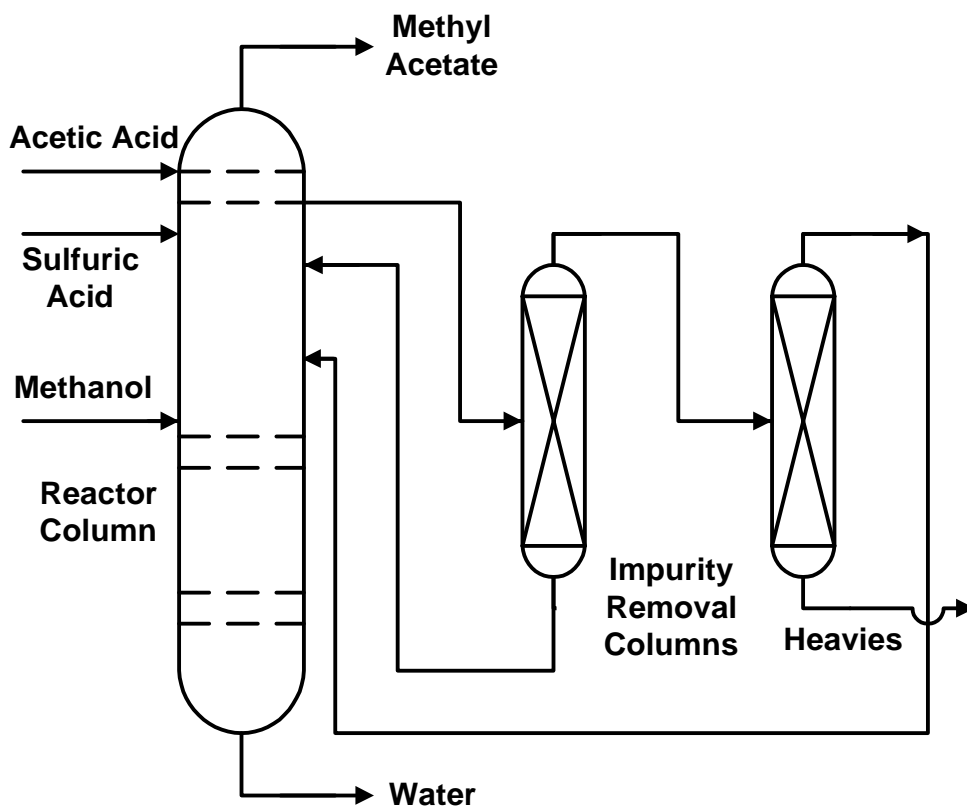 Methyl
Acetate
Acetic Acid
Sulfuric
Acid
Methanol
Reactor
Column
Impurity
Removal
Columns
Heavies
Water